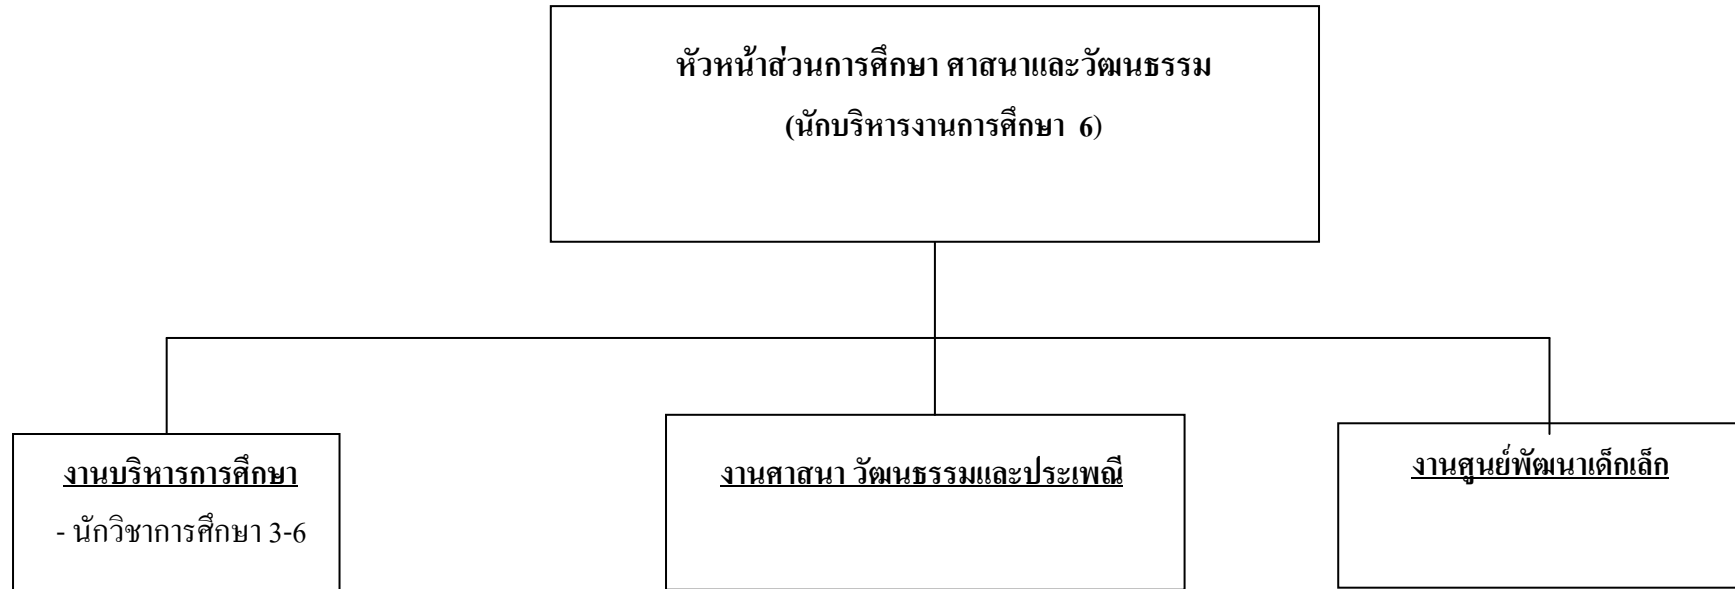 หัวหน้าส่วนการศึกษา ศาสนาและวัฒนธรรม
(นักบริหารงานการศึกษา 6)
งานบริหารการศึกษา
- นักวิชาการศึกษา 3-6
งานศาสนา วัฒนธรรมและประเพณี
งานศูนย์พัฒนาเด็กเล็ก